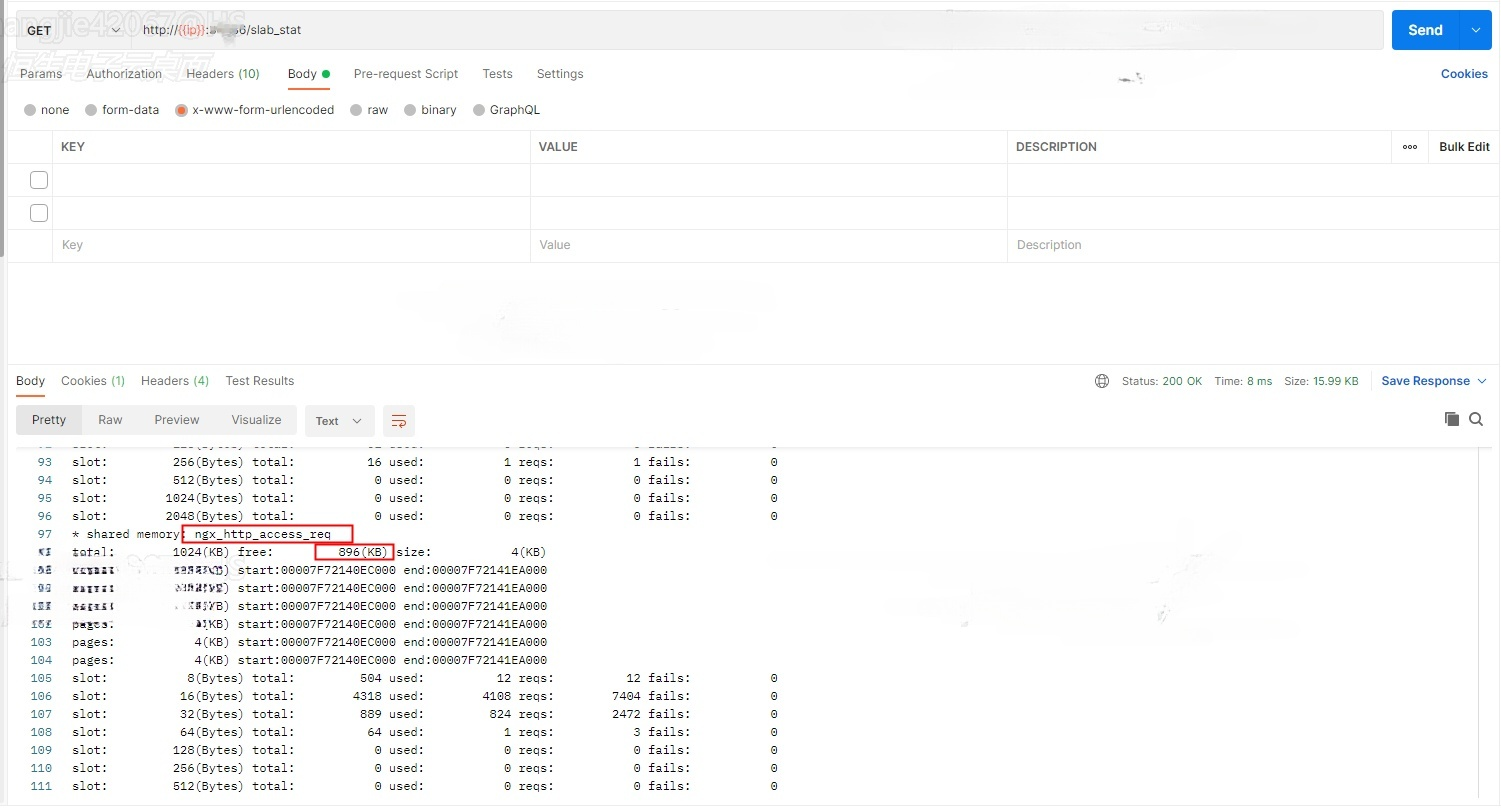 GET http://{{ip}}: 6/slab_stat Send
Params Authorization Headers (10) Body Pre-request Script Tests Settings Cookies
none form-data x-www-form-urlencoded raw binary GraphQL
KEY VALUE DESCRIPTION ooo Bulk Edit
Key Value Description
Body Cookies (1) Headers (4) Test Results Status: 200 OK Time: 8 ms Size: 15.99 KB Save Response
Pretty Raw Preview Visualize Text
93 slot: 256(Bytes) total: 16 used: 1 reqs: 1 fails: 0
94 slot: 512(Bytes) total: 0 used: 0 reqs: 0 fails: 0
95 slot: 1024(Bytes) total: 0 used: 0 reqs: 0 fails: 0
96 slot: 2048(Bytes) total: 0 used: 0 reqs: 0 fails: 0
97 * shared memory: ngx_http_access_req
total: 1024(KB) free: 896(KB) size: 4(KB)
start:00007F72140EC000 end:00007F72141EA000
start:00007F72140EC000 end:00007F72141EA000
start:00007F72140EC000 end:00007F72141EA000
pages: (KB) start:00007F72140EC000 end:00007F72141EA000
103 pages: 4(KB) start:00007F72140EC000 end:00007F72141EA000
104 pages: 4(KB) start:00007F72140EC000 end:00007F72141EA000
105 slot: 8(Bytes) total: 504 used: 12 reqs: 12 fails: 0
106 slot: 16(Bytes) total: 4318 used: 4108 reqs: 7404 fails: 0
107 slot: 32(Bytes) total: 889 used: 824 reqs: 2472 fails: 0
108 slot: 64(Bytes) total: 64 used: 1 reqs: 3 fails: 0
109 slot: 128(Bytes) total: 0 used: 0 reqs: 0 fails: 0
110 slot: 256(Bytes) total: 0 used: 0 reqs: 0 fails: 0
111 slot: 512(Bytes) total: 0 used: 0 reqs: 0 fails: 0